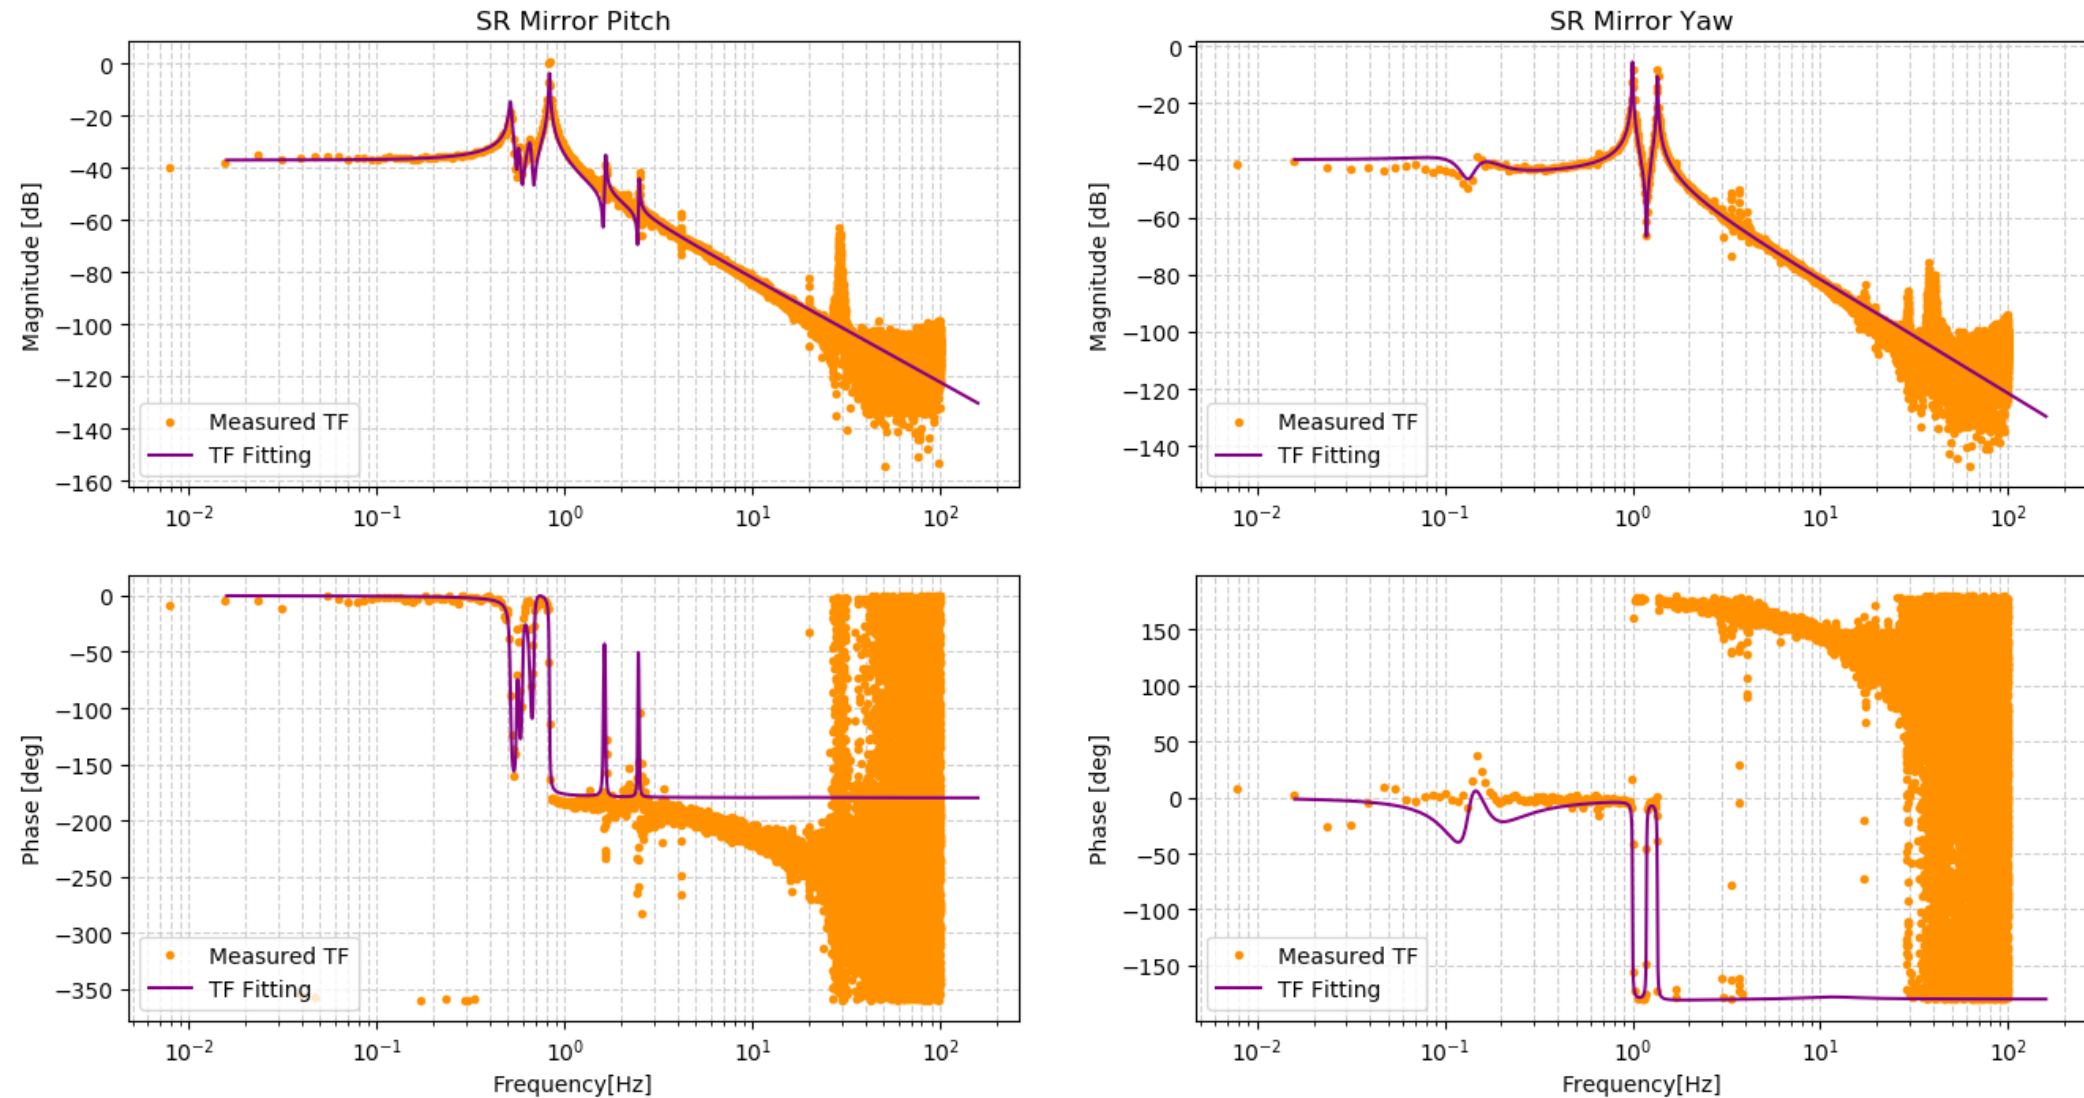 SR Mirror Pitch
0
−20
−40
−60
−80
−100
−120
−140
−160
Magnitude [dB]
Measured TF
TF Fitting
10⁻² 10⁻¹ 10⁰ 10¹ 10²
SR Mirror Yaw
0
−20
−40
−60
−80
−100
−120
−140
Magnitude [dB]
Measured TF
TF Fitting
10⁻² 10⁻¹ 10⁰ 10¹ 10²
0
−50
−100
−150
−200
−250
−300
−350
Phase [deg]
Measured TF
TF Fitting
10⁻² 10⁻¹ 10⁰ 10¹ 10²
Frequency[Hz]
150
100
50
0
−50
−100
−150
Phase [deg]
Measured TF
TF Fitting
10⁻² 10⁻¹ 10⁰ 10¹ 10²
Frequency[Hz]